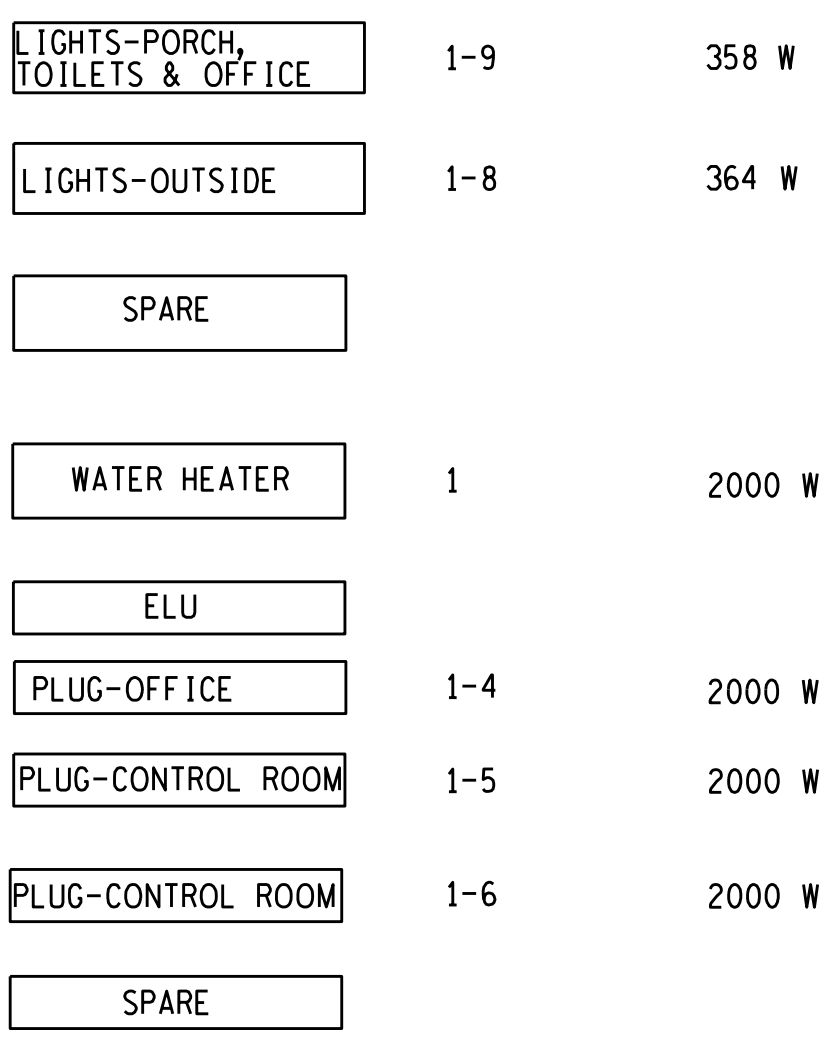 LIGHTS-PORCH,
TOILETS & OFFICE 1-9 358 W
LIGHTS-OUTSIDE 1-8 364 W
SPARE
WATER HEATER 1 2000 W
ELU
PLUG-OFFICE 1-4 2000 W
PLUG-CONTROL ROOM 1-5 2000 W
PLUG-CONTROL ROOM 1-6 2000 W
SPARE